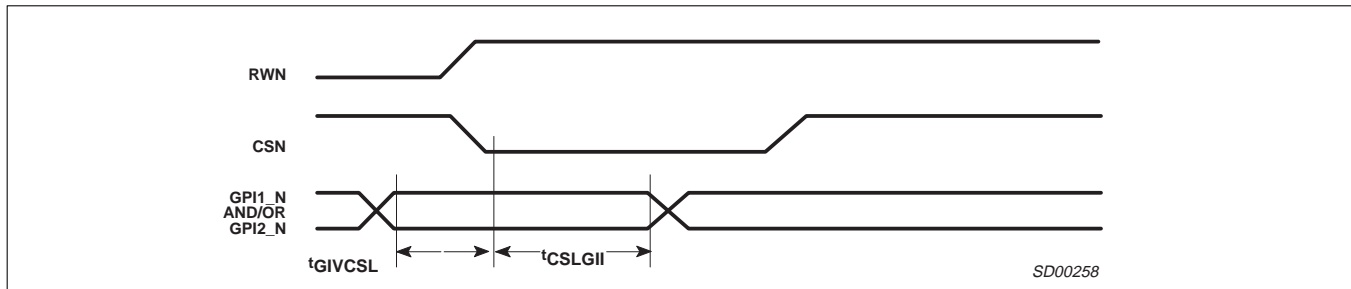 RWN
CSN
GPI1_N
AND/OR
GPI2_N
tGIVCSL
tCSLGII
SD00258